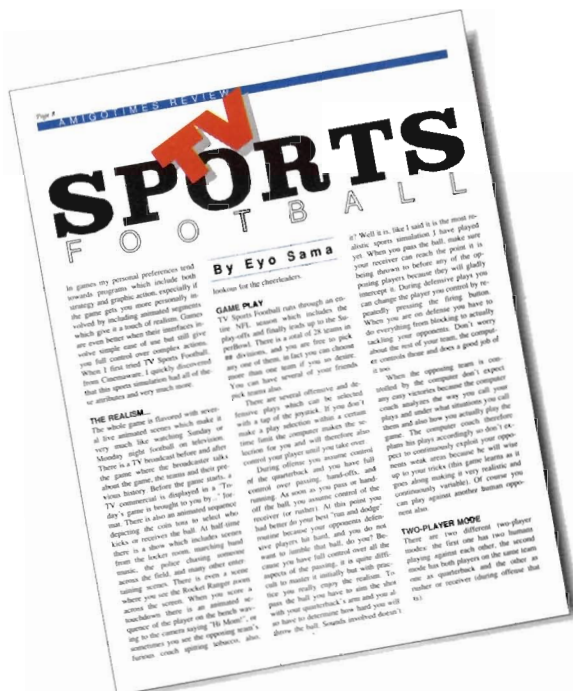 Page 8
AMIGOTIMES REVIEW
TV
SPORTS
FOOTBALL
In games my personal preferences tend
towards programs which include both
strategy and graphic action, especially if
the game gets you more personally in-
volved by including animated segments
which give it a touch of realism. Games
are even better when their interfaces in-
volve simple ease of use but still give
you full control over complex actions.
When I first tried TV Sports Football,
from Cinemaware, I quickly discovered
that this sports simulation had all of the-
se attributes and very much more.
THE REALISM...
The whole game is flavored with sever-
al live animated scenes which make it
very much like watching Sunday or
Monday night football on television.
There is a TV broadcast before and after
the game where the broadcaster talks
about the game, the teams and their pre-
vious history. Before the game starts, a
TV commercial is displayed in a "To-
day's game is brought to you by..." for-
mat. There is also an animated sequence
depicting the coin toss to select who
kicks or receives the ball. At half time
there is a show which includes scenes
from the locker room, marching band
music, the police chasing someone
across the field, and many other enter-
taining scenes. There is even a scene
where you see the Rocket Ranger zoom
across the screen. When you score a
touchdown there is an animated se-
quence of the player on the bench wav-
ing to the camera saying "Hi Mom!", or
sometimes you see the opposing team's
furious coach spitting tobacco, also,
By Eyo Sama
lookout for the cheerleaders.
GAME PLAY
TV Sports Football runs through an en-
tire NFL season which includes the
play-offs and finally leads up to the Su-
perBowl. There is a total of 28 teams in
divisions, and you are free to pick
any one of them, in fact you can choose
more than one team if you so desire.
You can have several of your friends
pick teams also.
There are several offensive and de-
fensive plays which can be selected
with a tap of the joystick. If you don't
make a play selection within a certain
time limit the computer makes the se-
lection for you and will therefore also
control your player until you take over.
During offense you assume control
of the quarterback and you have full
control over passing, hand-offs, and
running. As soon as you pass or hand-
off the ball, you assume control of the
receiver (or rusher). At this point you
had better do your best "run and dodge"
routine because your opponents defen-
sive players hit hard, and you do not
want to fumble that ball, do you? Be-
cause you have full control over all the
aspects of the passing, it is quite diffi-
cult to master it initially but with prac-
tice you really enjoy the realism. To
pass the ball you have to aim the shot
with your quarterback's arm and you al-
so have to determine how hard you will
throw the ball. Sounds involved doesn't
it? Well it is, like I said it is the most re-
alistic sports simulation I have played
yet. When you pass the ball, make sure
your receiver can reach the point it is
being thrown to before any of the op-
posing players because they will gladly
intercept it. During defensive plays you
can change the player you control by re-
peatedly pressing the firing button.
When you are on defense you have to
do everything from blocking to actually
tackling your opponents. Don't worry
about the rest of your team, the comput-
er controls those and does a good job of
it too.
When the opposing team is con-
trolled by the computer don't expect
any easy victories because the computer
coach learns the way you call your
plays and under what situations you call
them and also how you actually play the
game. The computer coach therefore
plans his plays accordingly so don't ex-
pect to continously exploit your oppo-
nents weak areas because he will wise
up to your tricks (this game learns as it
goes along making it very realistic and
continously variable). Of course you
can play against another human oppo-
nent also.
TWO-PLAYER MODE
There are two different two-player
modes: the first one has two humans
playing against each other, the second
mode has both players on the same team
one as quarterback and the other as
rusher or receiver (during offense that
is).